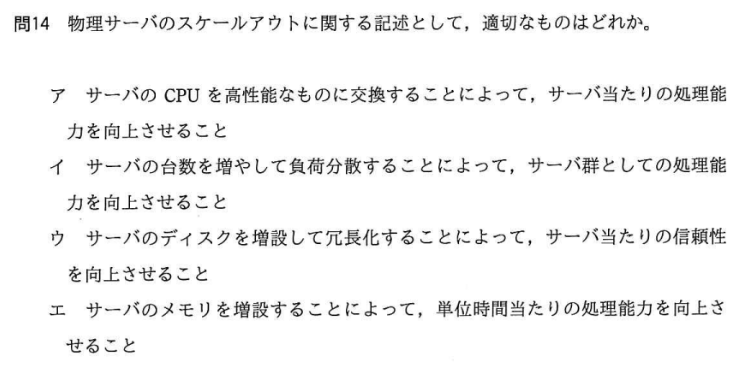 問14　物理サーバのスケールアウトに関する記述として，適切なものはどれか。
ア　サーバの CPU を高性能なものに交換することによって，サーバ当たりの処理能
力を向上させること
イ　サーバの台数を増やして負荷分散することによって，サーバ群としての処理能
力を向上させること
ウ　サーバのディスクを増設して冗長化することによって，サーバ当たりの信頼性
を向上させること
エ　サーバのメモリを増設することによって，単位時間当たりの処理能力を向上さ
せること